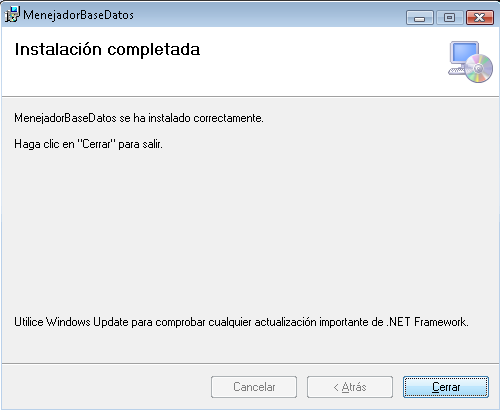 MenejadorBaseDatos
Instalación completada
MenejadorBaseDatos se ha instalado correctamente.
Haga clic en "Cerrar" para salir.
Utilice Windows Update para comprobar cualquier actualización importante de .NET Framework.
Cancelar
< Atrás
Cerrar